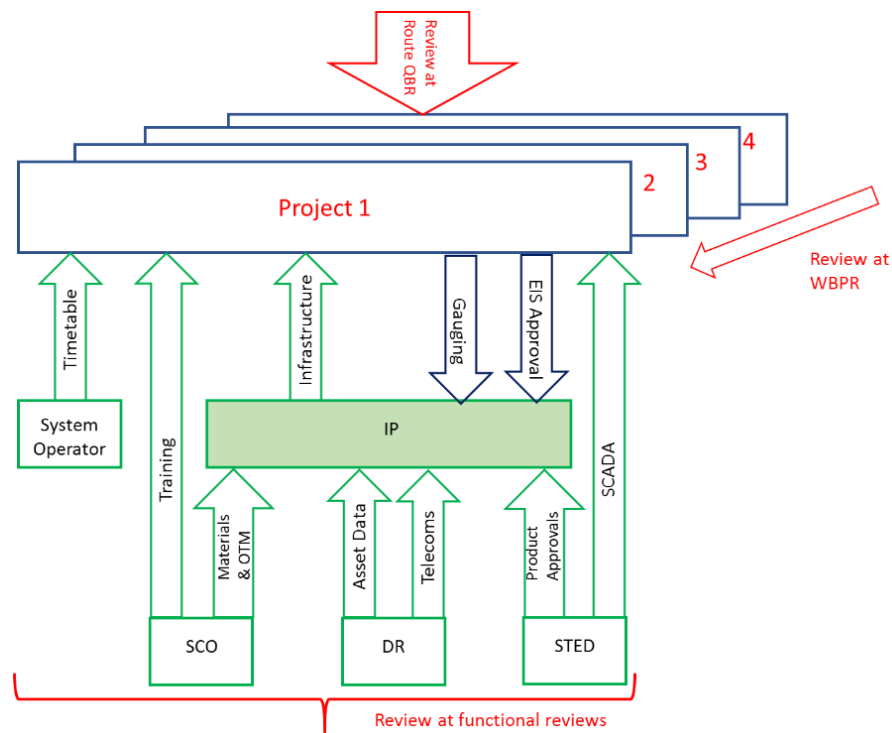 Review at
Route QBR
4
3
2
Project 1
Review at
WBPR
Timetable
Training
Infrastructure
Gauging
EIS Approval
SCADA
System
Operator
IP
Materials
& OTM
Asset Data
Telecoms
Product
Approvals
SCO
DR
STED
Review at functional reviews